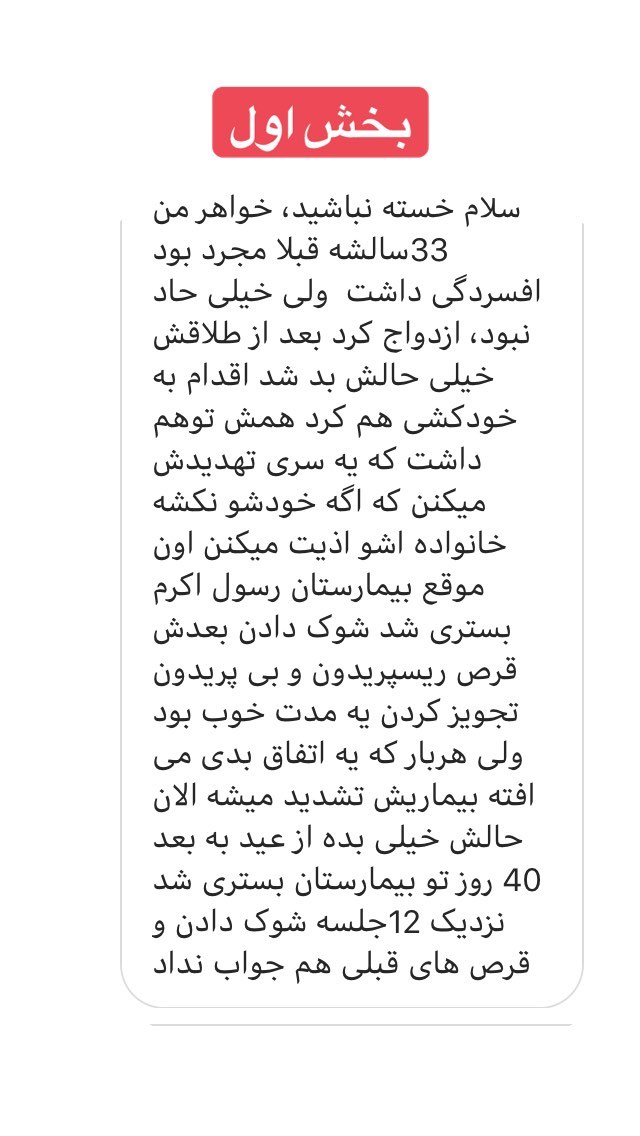 بخش اول
سلام خسته نباشید، خواهر من
33سالشه قبلا مجرد بود
افسردگی داشت  ولی خیلی حاد
نبود، ازدواج کرد بعد از طلاقش
خیلی حالش بد شد اقدام به
خودکشی هم کرد همش توهم
داشت که یه سری تهدیدش
میکنن که اگه خودشو نکشه
خانواده اشو اذیت میکنن اون
موقع بیمارستان رسول اکرم
بستری شد شوک دادن بعدش
قرص ریسپریدون و بی پریدون
تجویز کردن یه مدت خوب بود
ولی هربار که یه اتفاق بدی می
افته بیماریش تشدید میشه الان
حالش خیلی بده از عید به بعد
40 روز تو بیمارستان بستری شد
نزدیک 12جلسه شوک دادن و
قرص های قبلی هم جواب نداد